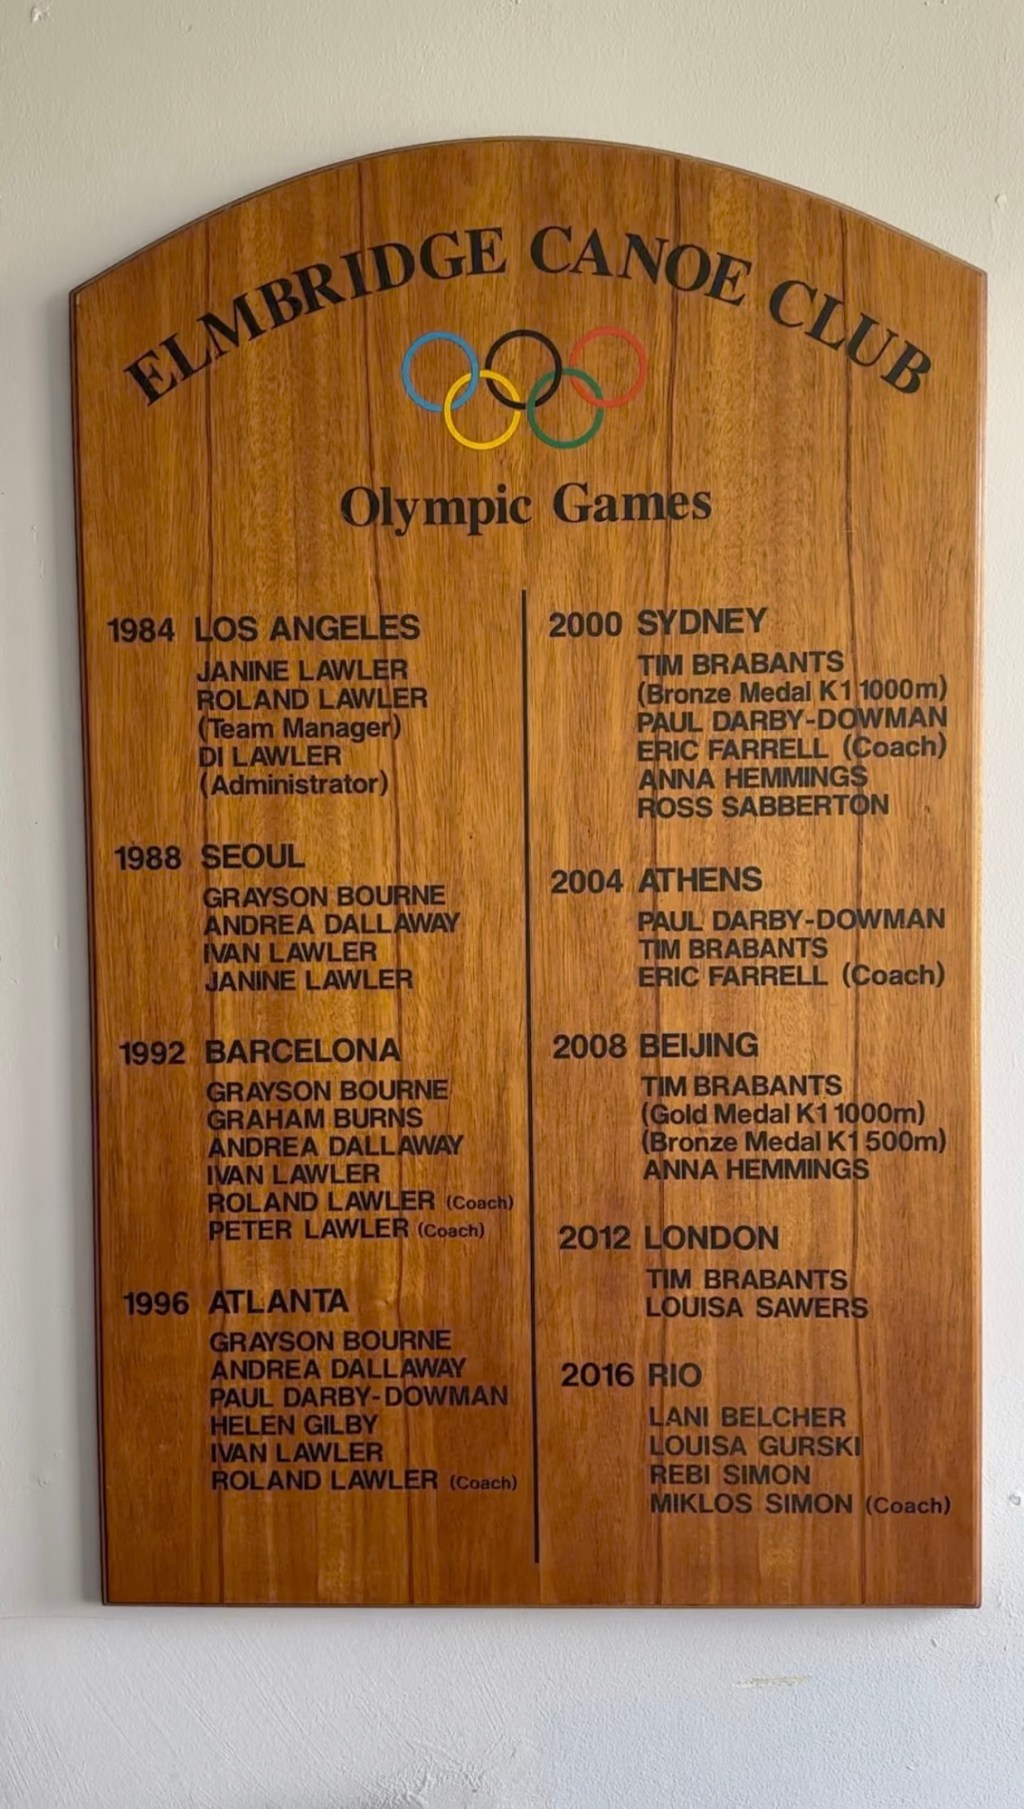 ELMBRIDGE CANOE CLUB
Olympic Games
1984 LOS ANGELES
JANINE LAWLER
ROLAND LAWLER
(Team Manager)
DI LAWLER
(Administrator)
1988 SEOUL
GRAYSON BOURNE
ANDREA DALLAWAY
IVAN LAWLER
JANINE LAWLER
1992 BARCELONA
GRAYSON BOURNE
GRAHAM BURNS
ANDREA DALLAWAY
IVAN LAWLER
ROLAND LAWLER (Coach)
PETER LAWLER (Coach)
1996 ATLANTA
GRAYSON BOURNE
ANDREA DALLAWAY
PAUL DARBY-DOWMAN
HELEN GILBY
IVAN LAWLER
ROLAND LAWLER (Coach)
2000 SYDNEY
TIM BRABANTS
(Bronze Medal K1 1000m)
PAUL DARBY-DOWMAN
ERIC FARRELL (Coach)
ANNA HEMMINGS
ROSS SABBERTON
2004 ATHENS
PAUL DARBY-DOWMAN
TIM BRABANTS
ERIC FARRELL (Coach)
2008 BEIJING
TIM BRABANTS
(Gold Medal K1 1000m)
(Bronze Medal K1 500m)
ANNA HEMMINGS
2012 LONDON
TIM BRABANTS
LOUISA SAWERS
2016 RIO
LANI BELCHER
LOUISA GURSKI
REBI SIMON
MIKLOS SIMON (Coach)